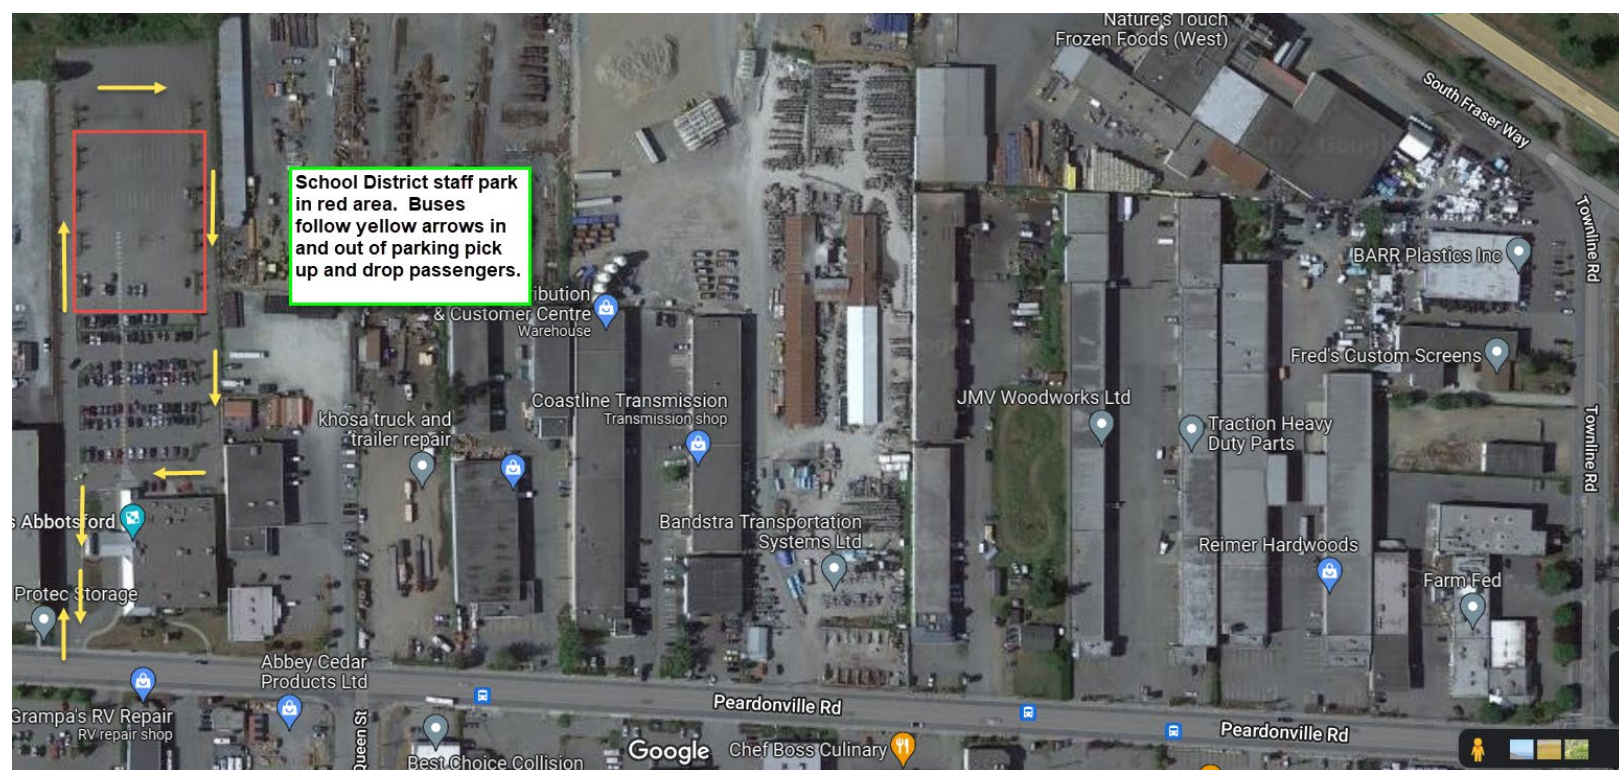 Nature's Touch
Frozen Foods (West)
South Fraser Way
School District staff park
in red area.  Buses
follow yellow arrows in
and out of parking pick
up and drop passengers.
Townline Rd
BARR Plastics Inc
ribution
& Customer Centre
Warehouse
Fred's Custom Screens
Coastline Transmission
Transmission shop
JMV Woodworks Ltd
khosa truck and
trailer repair
Traction Heavy
Duty Parts
Townline Rd
s Abbotsford
Bandstra Transportation
Systems Ltd
Reimer Hardwoods
Farm Fed
Protec Storage
Abbey Cedar
Products Ltd
Peardonville Rd
Grampa's RV Repair
RV repair shop
Queen St
Peardonville Rd
Google
Chef Boss Culinary
Best Choice Collision